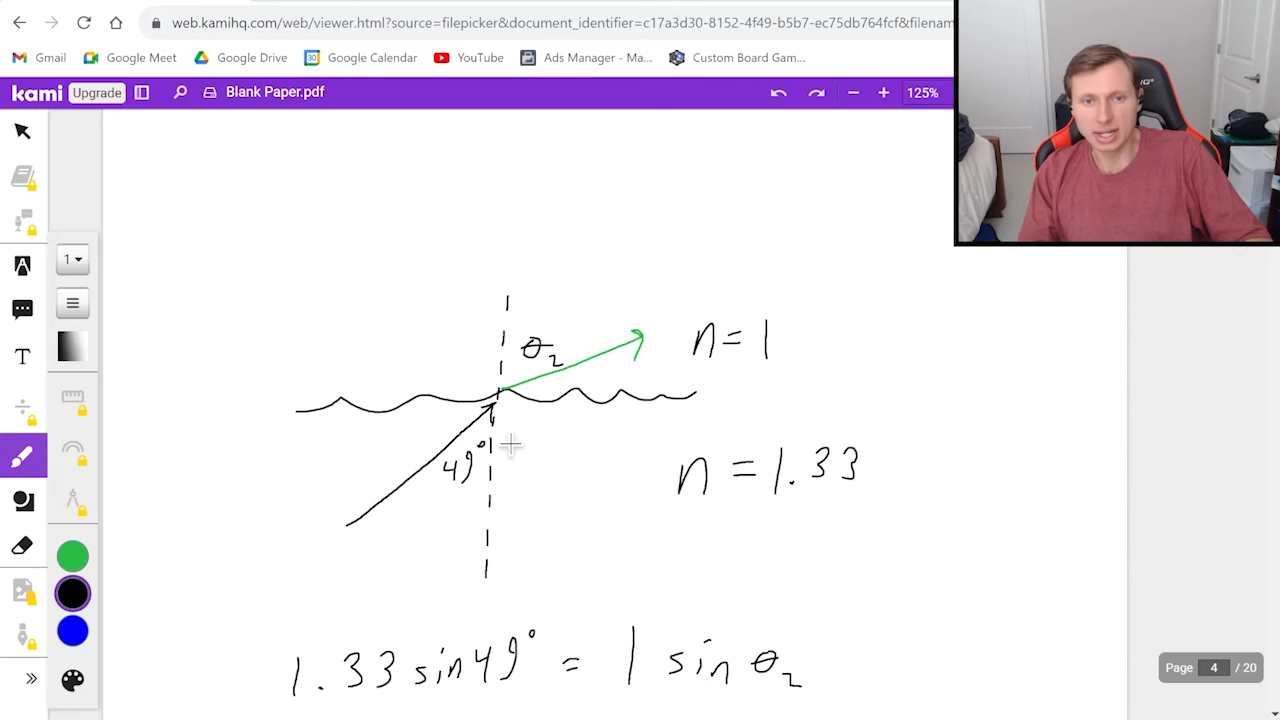 web.kamihq.com/web/viewer.html?source=filepicker&document_identifier=c17a3d30-8152-4f49-b5b7-ec75db764fcf&filenam
Gmail Google Meet Google Drive 30 Google Calendar YouTube Ads Manager - Ma... Custom Board Gam...
kami Upgrade Blank Paper.pdf 125%
1
A
T
θ₂
n = 1
49°
n = 1.33
1.33 sin 49° = 1 sin θ₂
Page 4 / 20